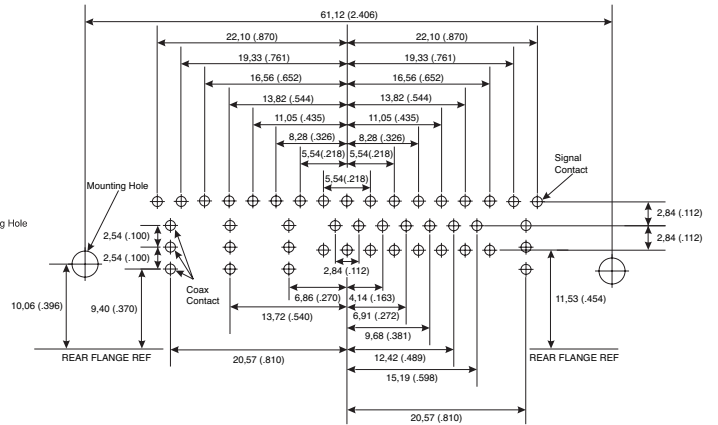 61,12 (2.406)
22,10 (.870) 22,10 (.870)
19,33 (.761) 19,33 (.761)
16,56 (.652) 16,56 (.652)
13,82 (.544) 13,82 (.544)
11,05 (.435) 11,05 (.435)
8,28 (.326) 8,28 (.326)
5,54(.218) 5,54(.218)
5,54(.218)
Signal
Contact
Mounting Hole
g Hole
2,84 (.112)
2,54 (.100)
2,84 (.112)
2,54 (.100)
2,84 (.112)
Coax
Contact
10,06 (.396)
9,40 (.370)
11,53 (.454)
6,86 (.270) 4,14 (.163)
13,72 (.540) 6,91 (.272)
9,68 (.381)
REAR FLANGE REF REAR FLANGE REF
20,57 (.810) 12,42 (.489)
15,19 (.598)
20,57 (.810)